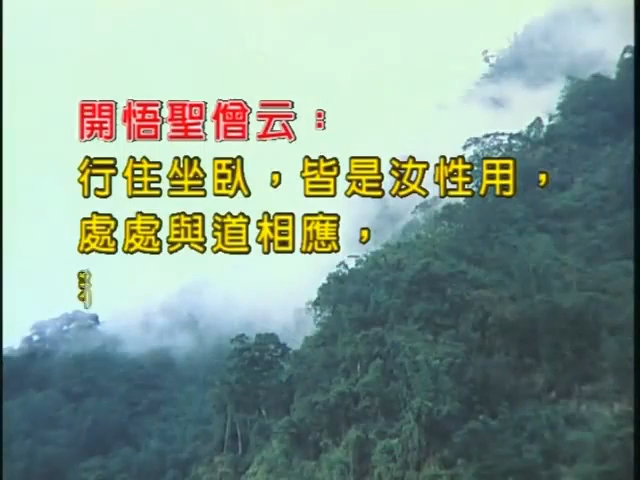 開悟聖僧云：
行住坐臥，皆是汝性用，
處處與道相應，